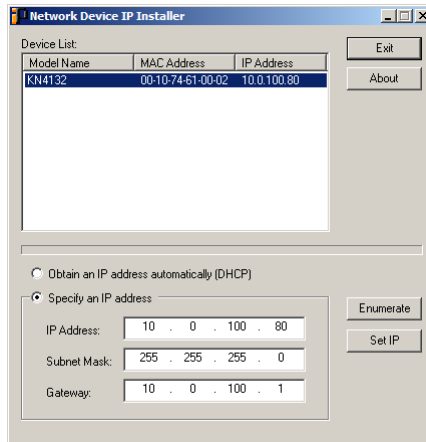 Network Device IP Installer
Device List:
Exit
Model Name MAC Address IP Address
KN4132 00-10-74-61-00-02 10.0.100.80
About
Obtain an IP address automatically (DHCP)
Specify an IP address
Enumerate
IP Address: 10 . 0 . 100 . 80
Set IP
Subnet Mask: 255 . 255 . 255 . 0
Gateway: 10 . 0 . 100 . 1